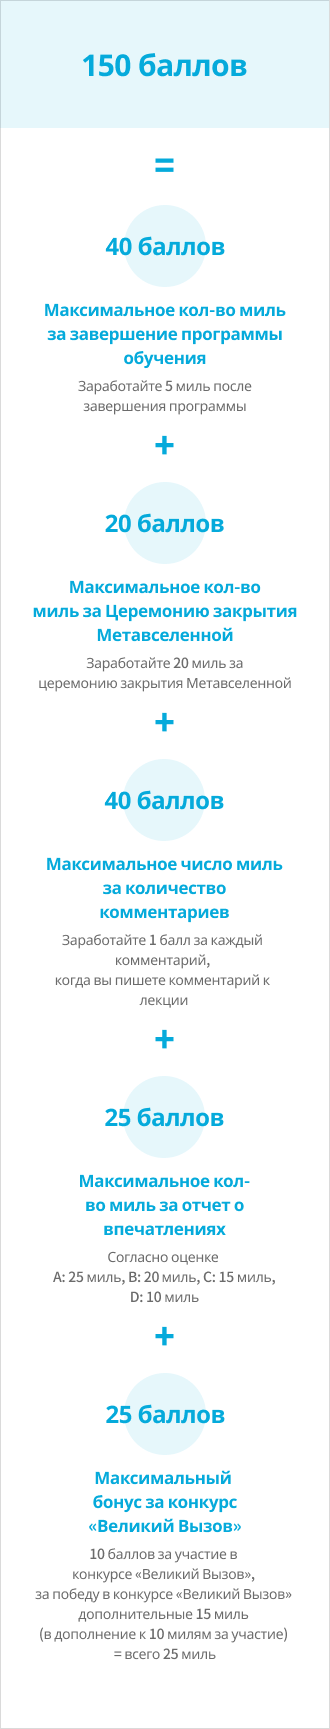 150 баллов
=
40 баллов
Максимальное кол-во миль
за завершение программы
обучения
Заработайте 5 миль после
завершения программы
+
20 баллов
Максимальное кол-во
миль за Церемонию закрытия
Метавселенной
Заработайте 20 миль за
церемонию закрытия Метавселенной
+
40 баллов
Максимальное число миль
за количество
комментариев
Заработайте 1 балл за каждый
комментарий,
когда вы пишете комментарий к
лекции
+
25 баллов
Максимальное кол-
во миль за отчет о
впечатлениях
Согласно оценке
A: 25 миль, B: 20 миль, C: 15 миль,
D: 10 миль
+
25 баллов
Максимальный
бонус за конкурс
«Великий Вызов»
10 баллов за участие в
конкурсе «Великий Вызов»,
за победу в конкурсе «Великий Вызов»
дополнительные 15 миль
(в дополнение к 10 милям за участие)
= всего 25 миль